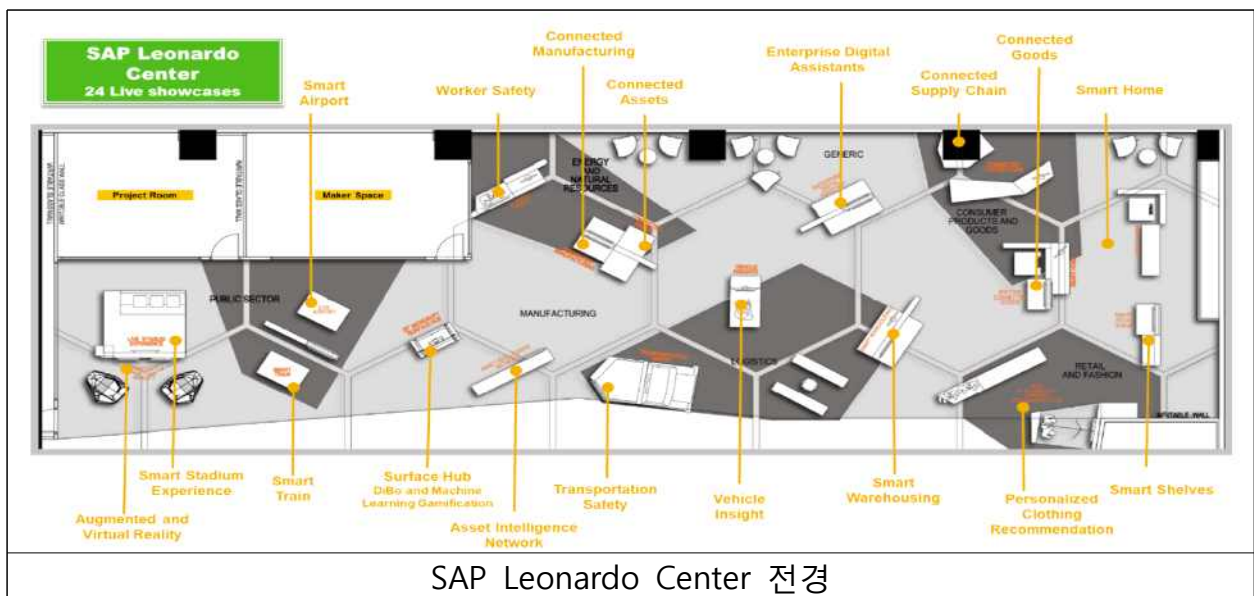 SAP Leonardo
Center
24 Live showcases
Smart
Airport
Worker Safety
Connected
Manufacturing
Connected
Assets
Enterprise Digital
Assistants
Connected
Supply Chain
Connected
Goods
Smart Home
Project Room
Maker Space
ENERGY
AND
NATURAL
RESOURCES
GENERIC
CONSUMER
PRODUCTS AND
GOODS
PUBLIC SECTOR
MANUFACTURING
LOGISTICS
RETAIL
AND FASHION
SMART
TRAIN
Augmented and
Virtual Reality
Smart Stadium
Experience
Smart
Train
Surface Hub
DiBo and Machine
Learning Gamification
Asset Intelligence
Network
Transportation
Safety
Vehicle
Insight
Smart
Warehousing
Personalized
Clothing
Recommendation
Smart Shelves
SAP Leonardo Center 전경